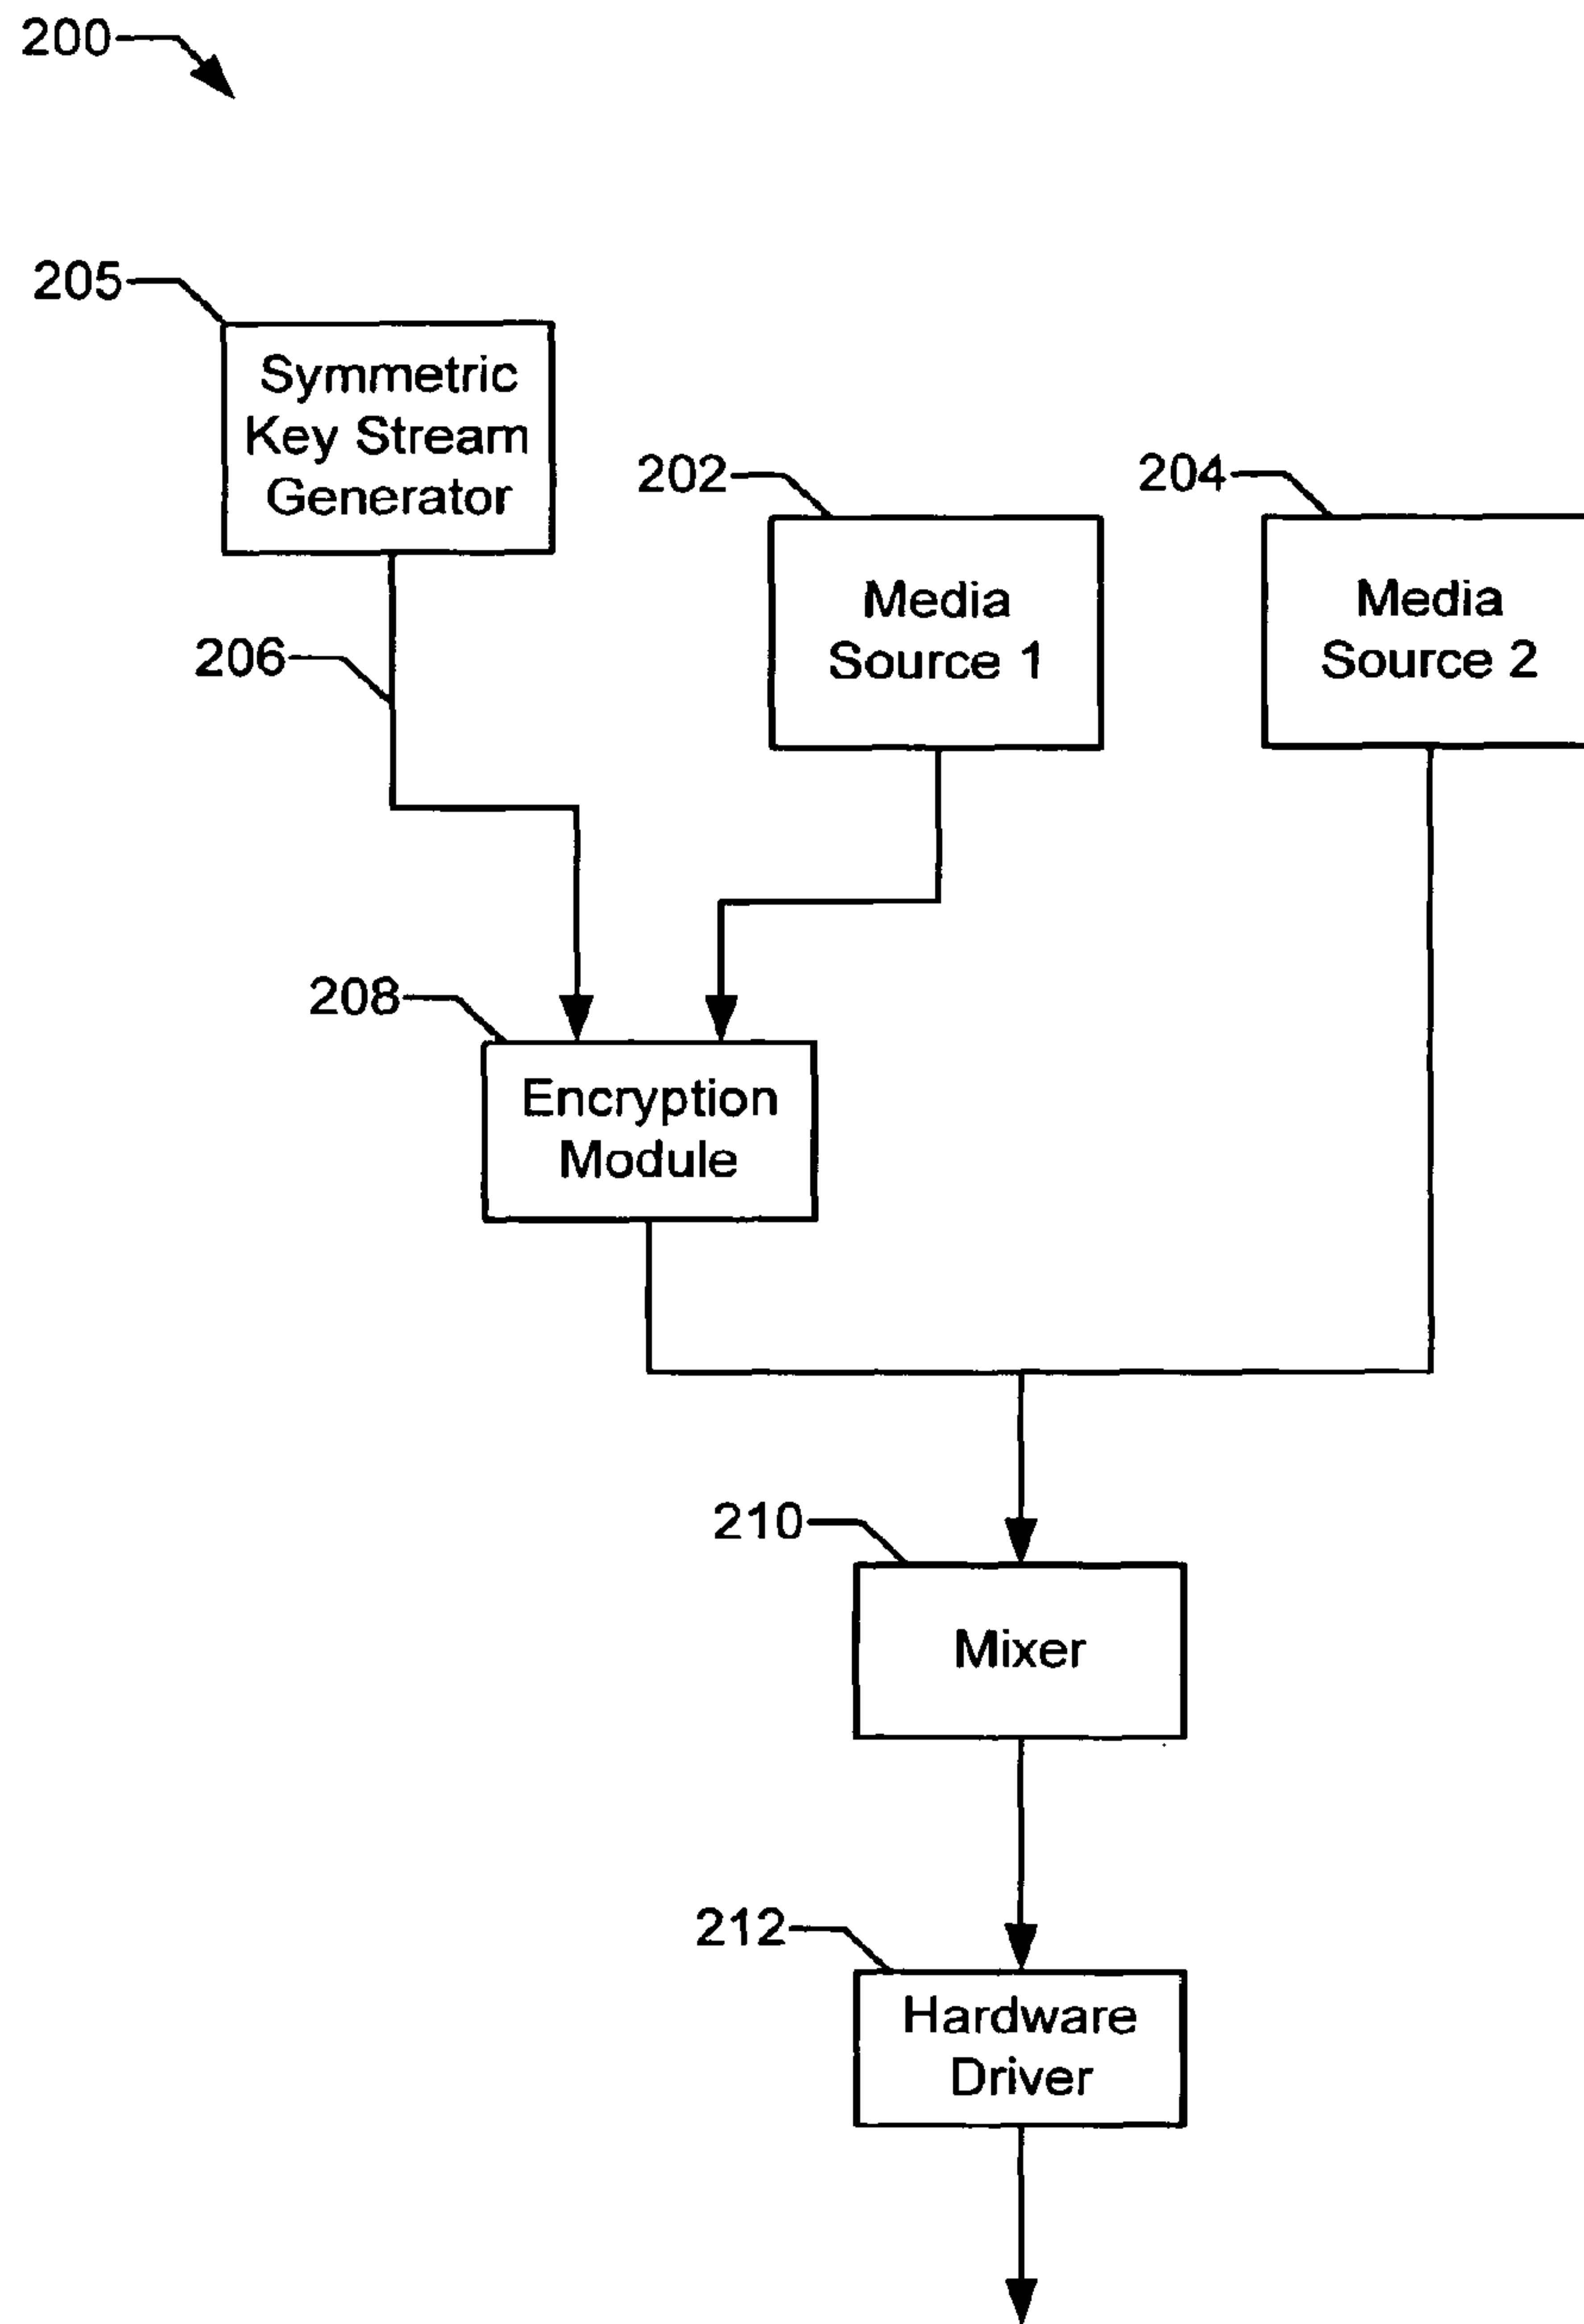 200
205
Symmetric
Key Stream
Generator
202
204
Media
Source 1
Media
Source 2
206
208
Encryption
Module
210
Mixer
212
Hardware
Driver